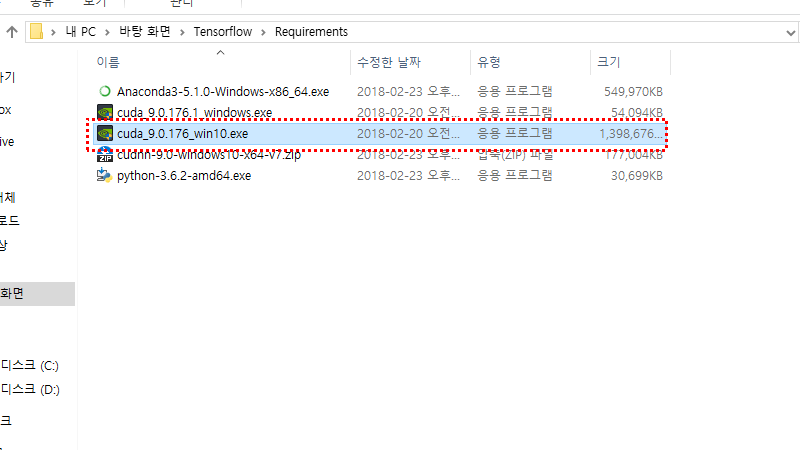 공유 보기 관리
내 PC > 바탕 화면 > Tensorflow > Requirements
이름 수정한 날짜 유형 크기
Anaconda3-5.1.0-Windows-x86_64.exe 2018-02-23 오후... 응용 프로그램 549,970KB
cuda_9.0.176.1_windows.exe 2018-02-20 오전... 응용 프로그램 54,094KB
cuda_9.0.176_win10.exe 2018-02-20 오전... 응용 프로그램 1,398,676...
cudnn-9.0-windows10-x64-v7.zip 2018-02-23 오후... 압축(ZIP) 파일 177,004KB
python-3.6.2-amd64.exe 2018-02-23 오후... 응용 프로그램 30,699KB
가기
ox
ive
개체
로드
상
화면
디스크 (C:)
디스크 (D:)
크